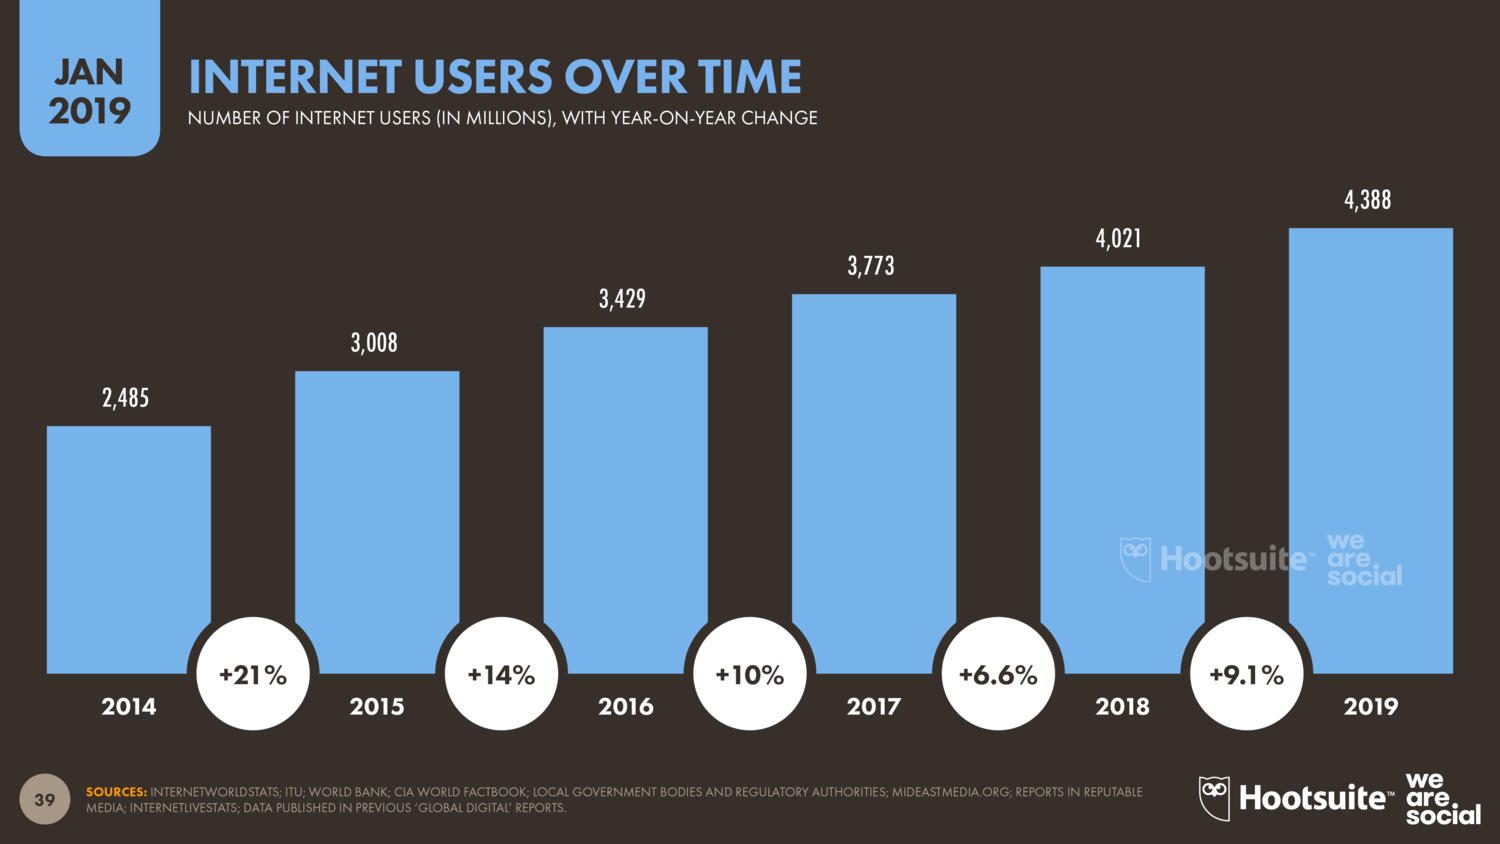 JAN
2019
INTERNET USERS OVER TIME
NUMBER OF INTERNET USERS (IN MILLIONS), WITH YEAR-ON-YEAR CHANGE
2,485
3,008
3,429
3,773
4,021
4,388
Hootsuite™
we
are
social
+21%
+14%
+10%
+6.6%
+9.1%
2014
2015
2016
2017
2018
2019
39
SOURCES: INTERNETWORLDSTATS; ITU; WORLD BANK; CIA WORLD FACTBOOK; LOCAL GOVERNMENT BODIES AND REGULATORY AUTHORITIES; MIDEASTMEDIA.ORG; REPORTS IN REPUTABLE
MEDIA; INTERNETLIVESTATS; DATA PUBLISHED IN PREVIOUS ‘GLOBAL DIGITAL’ REPORTS.
Hootsuite™
we
are
social